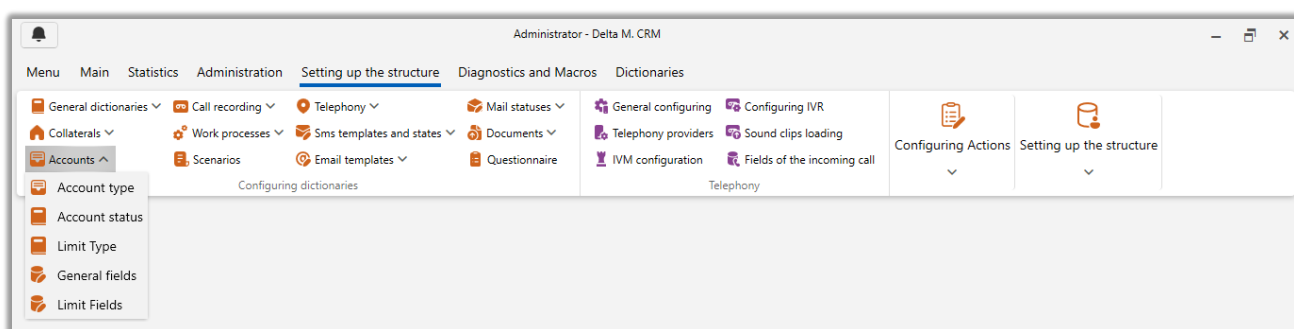 Administrator - Delta M. CRM
Menu Main Statistics Administration Setting up the structure Diagnostics and Macros Dictionaries
General dictionaries Call recording Telephony Mail statuses General configuring Configuring IVR
Collaterals Work processes Sms templates and states Documents Telephony providers Sound clips loading
Configuring Actions Setting up the structure
Accounts Scenarios Email templates Questionnaire IVM configuration Fields of the incoming call
Configuring dictionaries Telephony
Account type
Account status
Limit Type
General fields
Limit Fields